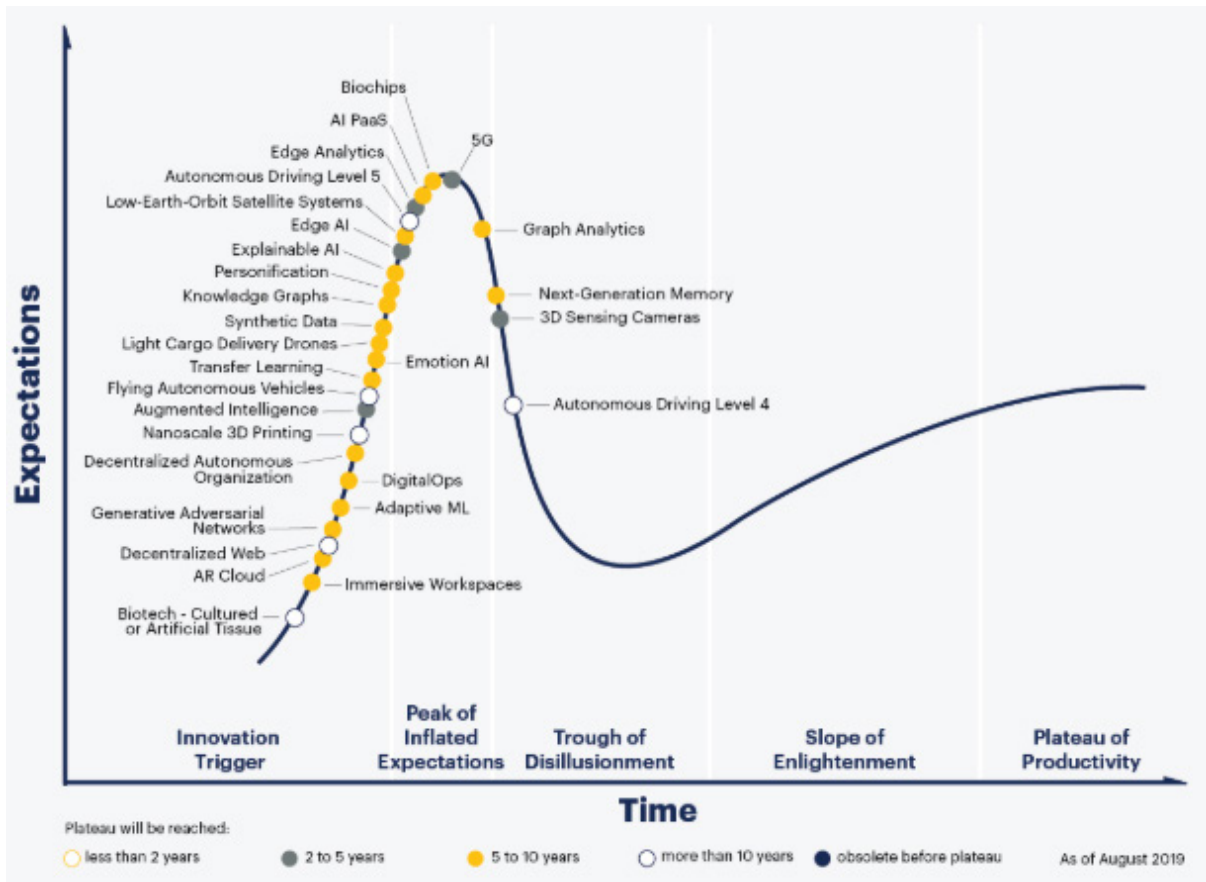 Biochips
AI PaaS
5G
Edge Analytics
Autonomous Driving Level 5
Low-Earth-Orbit Satellite Systems
Graph Analytics
Edge AI
Explainable AI
Personification
Knowledge Graphs
Next-Generation Memory
Synthetic Data
3D Sensing Cameras
Light Cargo Delivery Drones
Emotion AI
Transfer Learning
Flying Autonomous Vehicles
Augmented Intelligence
Autonomous Driving Level 4
Nanoscale 3D Printing
Decentralized Autonomous
Organization
DigitalOps
Adaptive ML
Generative Adversarial
Networks
Decentralized Web
AR Cloud
Immersive Workspaces
Biotech - Cultured
or Artificial Tissue
Expectations
Innovation
Trigger
Peak of
Inflated
Expectations
Trough of
Disillusionment
Slope of
Enlightenment
Plateau of
Productivity
Time
Plateau will be reached:
less than 2 years
2 to 5 years
5 to 10 years
more than 10 years
obsolete before plateau
As of August 2019